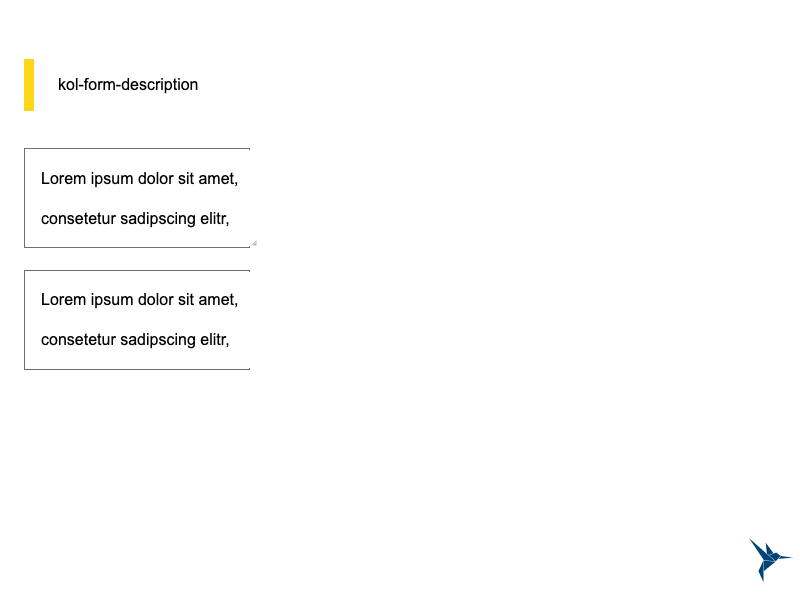 kol-form-description
Lorem ipsum dolor sit amet,
consetetur sadipscing elitr,
Lorem ipsum dolor sit amet,
consetetur sadipscing elitr,